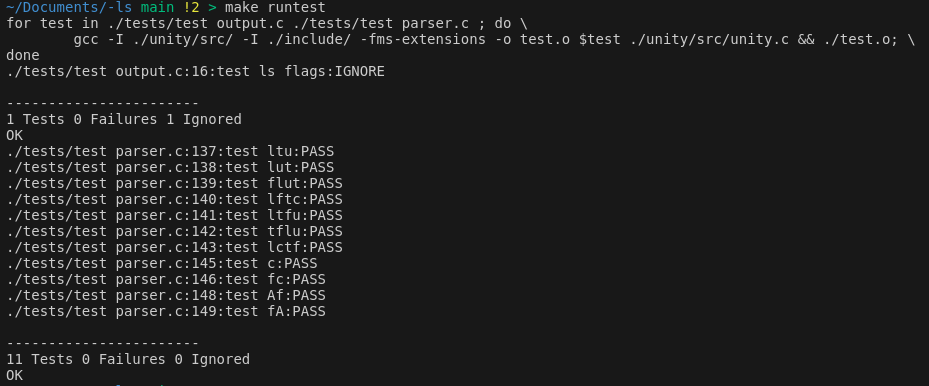 ~/Documents/-ls main !2 > make runtest
for test in ./tests/test output.c ./tests/test parser.c ; do \
        gcc -I ./unity/src/ -I ./include/ -fms-extensions -o test.o $test ./unity/src/unity.c && ./test.o; \
done
./tests/test output.c:16:test ls flags:IGNORE

-----------------------
1 Tests 0 Failures 1 Ignored
OK
./tests/test parser.c:137:test ltu:PASS
./tests/test parser.c:138:test lut:PASS
./tests/test parser.c:139:test flut:PASS
./tests/test parser.c:140:test lftc:PASS
./tests/test parser.c:141:test ltfu:PASS
./tests/test parser.c:142:test tflu:PASS
./tests/test parser.c:143:test lctf:PASS
./tests/test parser.c:145:test c:PASS
./tests/test parser.c:146:test fc:PASS
./tests/test parser.c:148:test Af:PASS
./tests/test parser.c:149:test fA:PASS

-----------------------
11 Tests 0 Failures 0 Ignored
OK